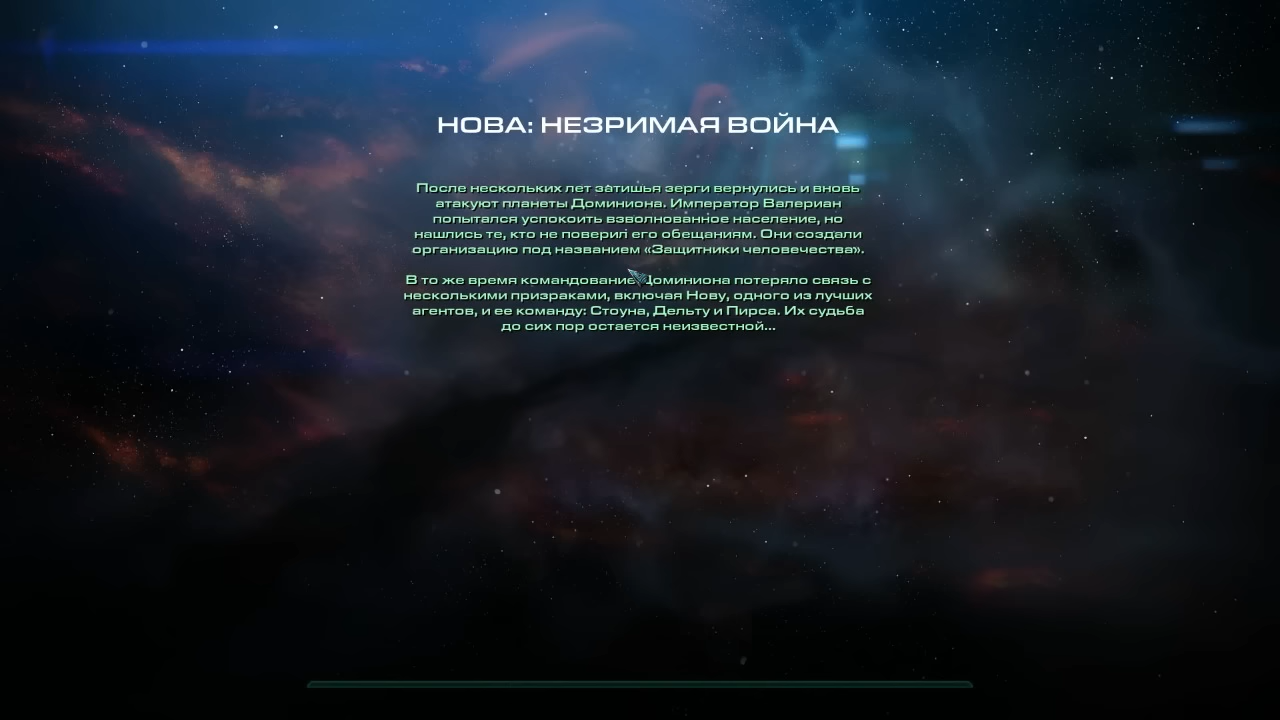 НОВА: НЕЗРИМАЯ ВОЙНА
После нескольких лет затишья зерги вернулись и вновь
атакуют планеты Доминиона. Император Валериан
попытался успокоить взволнованное население, но
нашлись те, кто не поверил его обещаниям. Они создали
организацию под названием «Защитники человечества».
В то же время командование Доминиона потеряло связь с
несколькими призраками, включая Нову, одного из лучших
агентов, и ее команду: Стоуна, Дельту и Пирса. Их судьба
до сих пор остается неизвестной...